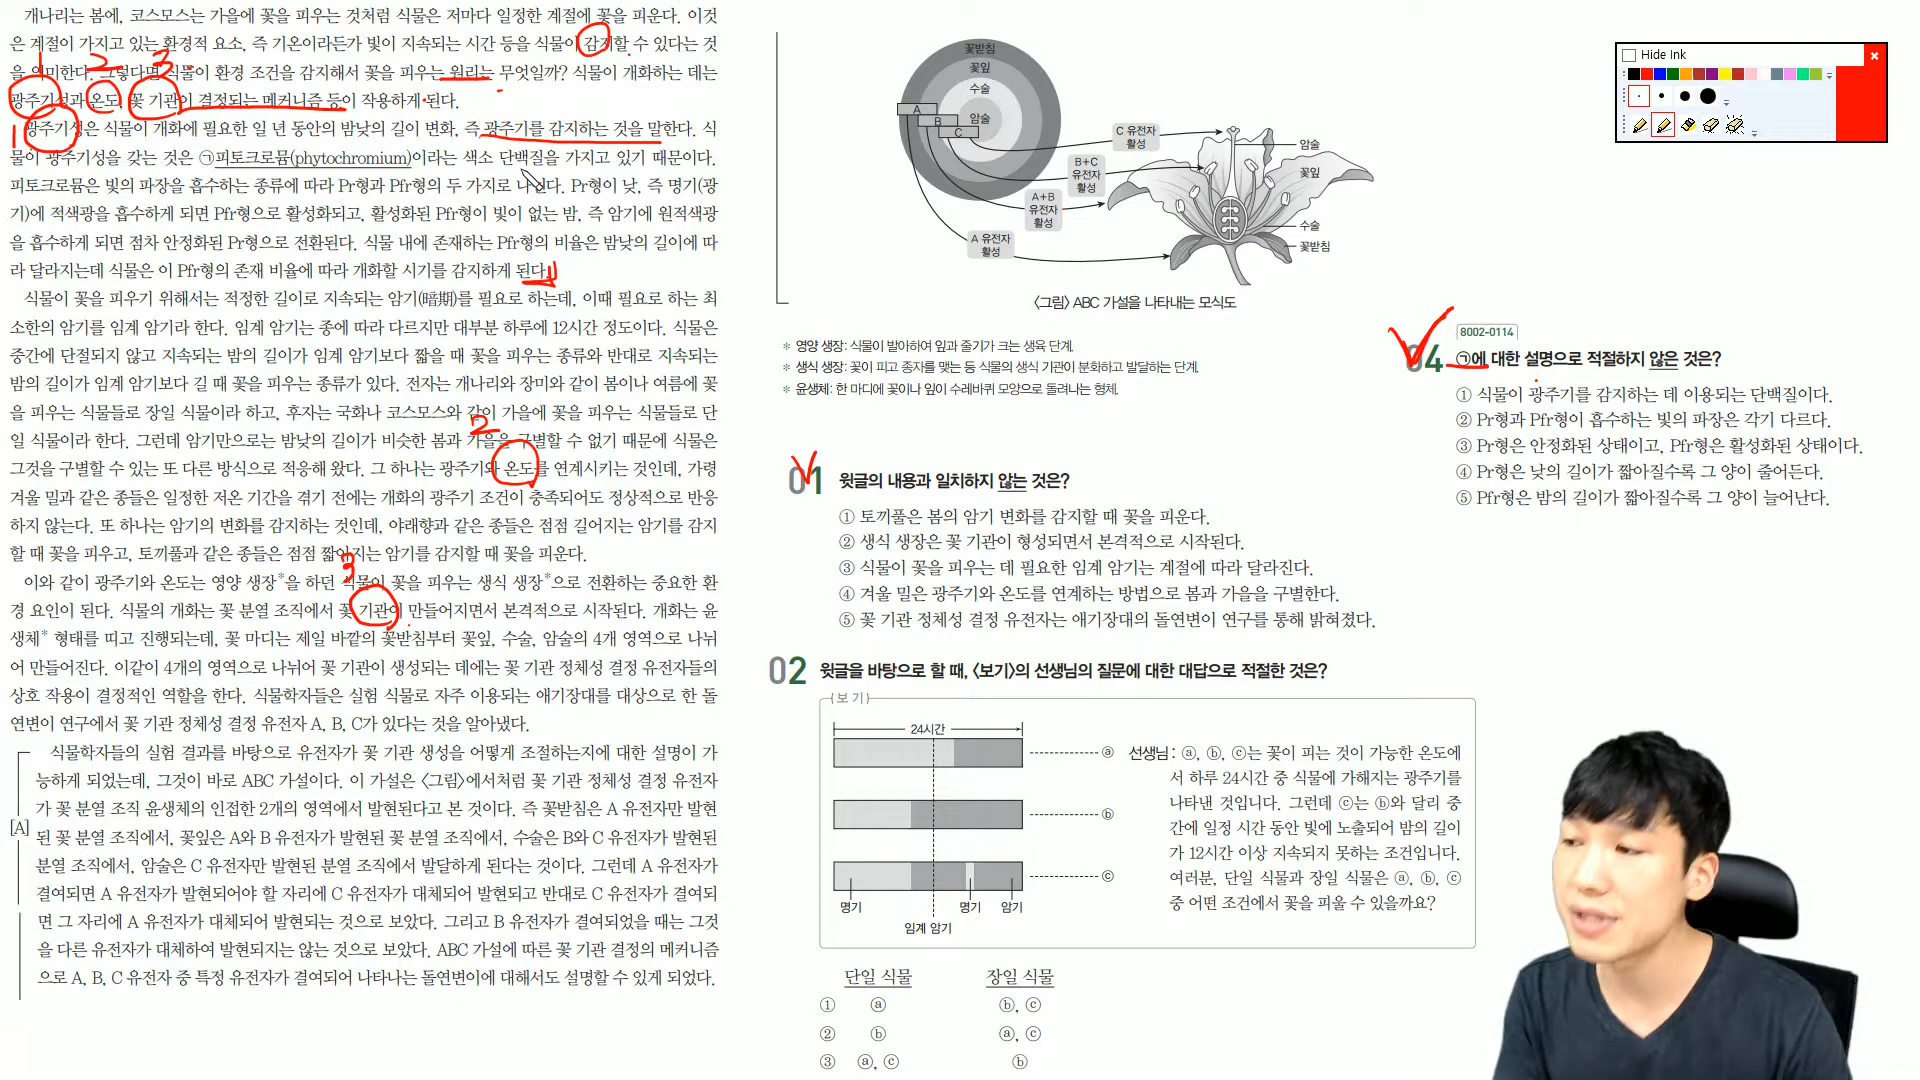 개나리는 봄에, 코스모스는 가을에 꽃을 피우는 것처럼 식물은 저마다 일정한 계절에 꽃을 피운다. 이것
은 계절이 가지고 있는 환경적 요소, 즉 기온이라든가 빛이 지속되는 시간 등을 식물이 감지할 수 있다는 것
을 의미한다. 그렇다면 식물이 환경 조건을 감지해서 꽃을 피우는 원리는 무엇일까? 식물이 개화하는 데는
광주기성과 온도, 꽃 기관이 결정되는 메커니즘 등이 작용하게 된다.
광주기성은 식물이 개화에 필요한 일 년 동안의 밤낮의 길이 변화, 즉 광주기를 감지하는 것을 말한다. 식
물이 광주기성을 갖는 것은 ㉠피토크로뮴(phytochromium)이라는 색소 단백질을 가지고 있기 때문이다.
피토크로뮴은 빛의 파장을 흡수하는 종류에 따라 Pr형과 Pfr형의 두 가지로 나뉜다. Pr형이 낮, 즉 명기(광
기)에 적색광을 흡수하게 되면 Pfr형으로 활성화되고, 활성화된 Pfr형이 빛이 없는 밤, 즉 암기에 원적색광
을 흡수하게 되면 점차 안정화된 Pr형으로 전환된다. 식물 내에 존재하는 Pfr형의 비율은 밤낮의 길이에 따
라 달라지는데 식물은 이 Pfr형의 존재 비율에 따라 개화할 시기를 감지하게 된다.
식물이 꽃을 피우기 위해서는 적정한 길이로 지속되는 암기(暗期)를 필요로 하는데, 이때 필요로 하는 최
소한의 암기를 임계 암기라 한다. 임계 암기는 종에 따라 다르지만 대부분 하루에 12시간 정도이다. 식물은
중간에 단절되지 않고 지속되는 밤의 길이가 임계 암기보다 짧을 때 꽃을 피우는 종류와 반대로 지속되는
밤의 길이가 임계 암기보다 길 때 꽃을 피우는 종류가 있다. 전자는 개나리와 장미와 같이 봄이나 여름에 꽃
을 피우는 식물들로 장일 식물이라 하고, 후자는 국화나 코스모스와 같이 가을에 꽃을 피우는 식물들로 단
일 식물이라 한다. 그런데 암기만으로는 밤낮의 길이가 비슷한 봄과 가을을 구별할 수 없기 때문에 식물은
그것을 구별할 수 있는 또 다른 방식으로 적응해 왔다. 그 하나는 광주기와 온도를 연계시키는 것인데, 가령
겨울 밀과 같은 종들은 일정한 저온 기간을 겪기 전에는 개화의 광주기 조건이 충족되어도 정상적으로 반응
하지 않는다. 또 하나는 암기의 변화를 감지하는 것인데, 야래향과 같은 종들은 점점 길어지는 암기를 감지
할 때 꽃을 피우고, 토끼풀과 같은 종들은 점점 짧아지는 암기를 감지할 때 꽃을 피운다.
이와 같이 광주기와 온도는 영양 생장*을 하던 식물이 꽃을 피우는 생식 생장*으로 전환하는 중요한 환
경 요인이 된다. 식물의 개화는 꽃 분열 조직에서 꽃 기관이 만들어지면서 본격적으로 시작된다. 개화는 윤
생체* 형태를 띠고 진행되는데, 꽃 마디는 제일 바깥의 꽃받침부터 꽃잎, 수술, 암술의 4개 영역으로 나뉘
어 만들어진다. 이같이 4개의 영역으로 나뉘어 꽃 기관이 생성되는 데에는 꽃 기관 정체성 결정 유전자들의
상호 작용이 결정적인 역할을 한다. 식물학자들은 실험 식물로 자주 이용되는 애기장대를 대상으로 한 돌
연변이 연구에서 꽃 기관 정체성 결정 유전자 A, B, C가 있다는 것을 알아냈다.
식물학자들의 실험 결과를 바탕으로 유전자가 꽃 기관 생성을 어떻게 조절하는지에 대한 설명이 가
능하게 되었는데, 그것이 바로 ABC 가설이다. 이 가설은 〈그림〉에서처럼 꽃 기관 정체성 결정 유전자
가 꽃 분열 조직 윤생체의 인접한 2개의 영역에서 발현된다고 본 것이다. 즉 꽃받침은 A 유전자만 발현
[A] 된 꽃 분열 조직에서, 꽃잎은 A와 B 유전자가 발현된 꽃 분열 조직에서, 수술은 B와 C 유전자가 발현된
분열 조직에서, 암술은 C 유전자만 발현된 분열 조직에서 발달하게 된다는 것이다. 그런데 A 유전자가
결여되면 A 유전자가 발현되어야 할 자리에 C 유전자가 대체되어 발현되고 반대로 C 유전자가 결여되
면 그 자리에 A 유전자가 대체되어 발현되는 것으로 보았다. 그리고 B 유전자가 결여되었을 때는 그것
을 다른 유전자가 대체하여 발현되지는 않는 것으로 보았다. ABC 가설에 따른 꽃 기관 결정의 메커니즘
으로 A, B, C 유전자 중 특정 유전자가 결여되어 나타나는 돌연변이에 대해서도 설명할 수 있게 되었다.
1 2 3
1
2
3
꽃받침
꽃잎
수술
암술
A
B
C
C 유전자
활성
B+C
유전자
활성
A+B
유전자
활성
A 유전자
활성
암술
꽃잎
수술
꽃받침
〈그림〉 ABC 가설을 나타내는 모식도
* 영양 생장: 식물이 발아하여 잎과 줄기가 크는 생육 단계.
* 생식 생장: 꽃이 피고 종자를 맺는 등 식물의 생식 기관이 분화하고 발달하는 단계.
* 윤생체: 한 마디에 꽃이나 잎이 수레바퀴 모양으로 돌려나는 형체.
01 윗글의 내용과 일치하지 않는 것은?
① 토끼풀은 봄의 암기 변화를 감지할 때 꽃을 피운다.
② 생식 생장은 꽃 기관이 형성되면서 본격적으로 시작된다.
③ 식물이 꽃을 피우는 데 필요한 임계 암기는 계절에 따라 달라진다.
④ 겨울 밀은 광주기와 온도를 연계하는 방법으로 봄과 가을을 구별한다.
⑤ 꽃 기관 정체성 결정 유전자는 애기장대의 돌연변이 연구를 통해 밝혀졌다.
02 윗글을 바탕으로 할 때, 〈보기〉의 선생님의 질문에 대한 대답으로 적절한 것은?
(보기)
24시간
ⓐ
ⓑ
ⓒ
명기 명기 암기
임계 암기
선생님: ⓐ, ⓑ, ⓒ는 꽃이 피는 것이 가능한 온도에
서 하루 24시간 중 식물에 가해지는 광주기를
나타낸 것입니다. 그런데 ⓒ는 ⓑ와 달리 중
간에 일정 시간 동안 빛에 노출되어 밤의 길이
가 12시간 이상 지속되지 못하는 조건입니다.
여러분, 단일 식물과 장일 식물은 ⓐ, ⓑ, ⓒ
중 어떤 조건에서 꽃을 피울 수 있을까요?
단일 식물 장일 식물
① ⓐ ⓑ, ⓒ
② ⓑ ⓐ, ⓒ
③ ⓐ, ⓒ ⓑ
8002-0114
04 ㉠에 대한 설명으로 적절하지 않은 것은?
① 식물이 광주기를 감지하는 데 이용되는 단백질이다.
② Pr형과 Pfr형이 흡수하는 빛의 파장은 각기 다르다.
③ Pr형은 안정화된 상태이고, Pfr형은 활성화된 상태이다.
④ Pr형은 낮의 길이가 짧아질수록 그 양이 줄어든다.
⑤ Pfr형은 밤의 길이가 짧아질수록 그 양이 늘어난다.
Hide Ink